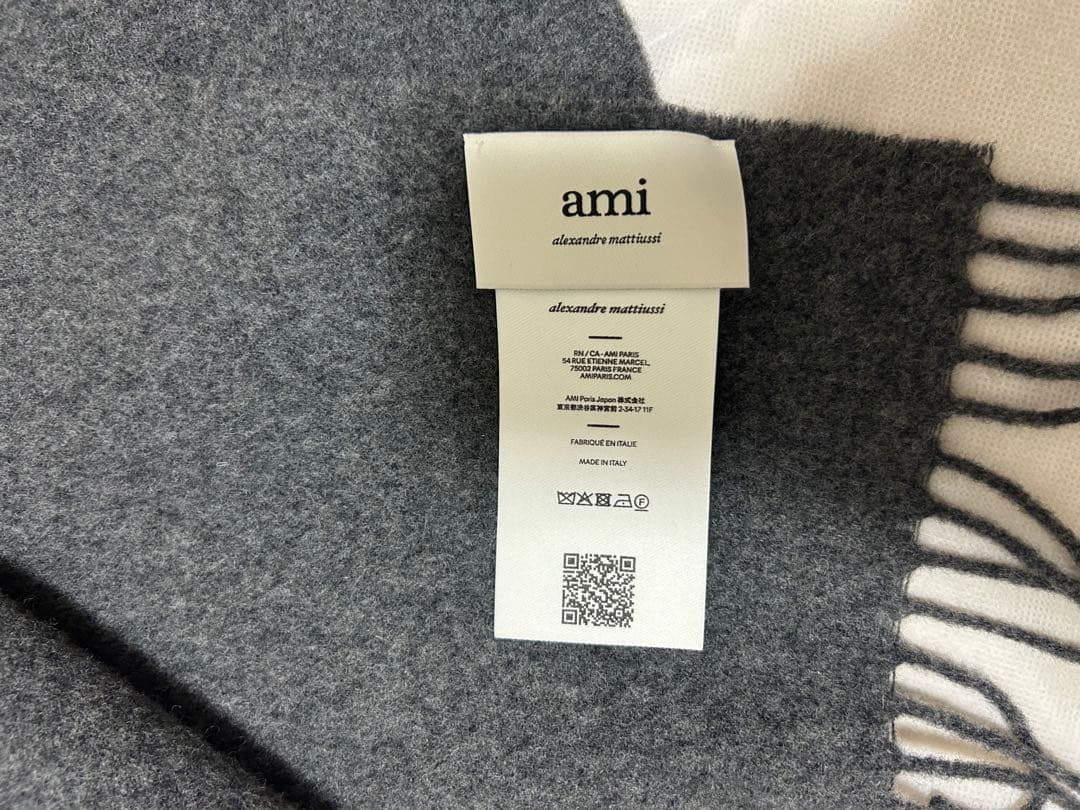 ami
alexandre mattiussi
alexandre mattiussi
RN / CA - AMI PARIS
54 RUE ETIENNE MARCEL,
75002 PARIS FRANCE
AMIPARIS.COM
AMI Paris Japan 株式会社
東京都渋谷区神宮前 2-34-17 11F
FABRIQUÉ EN ITALIE
MADE IN ITALY
F